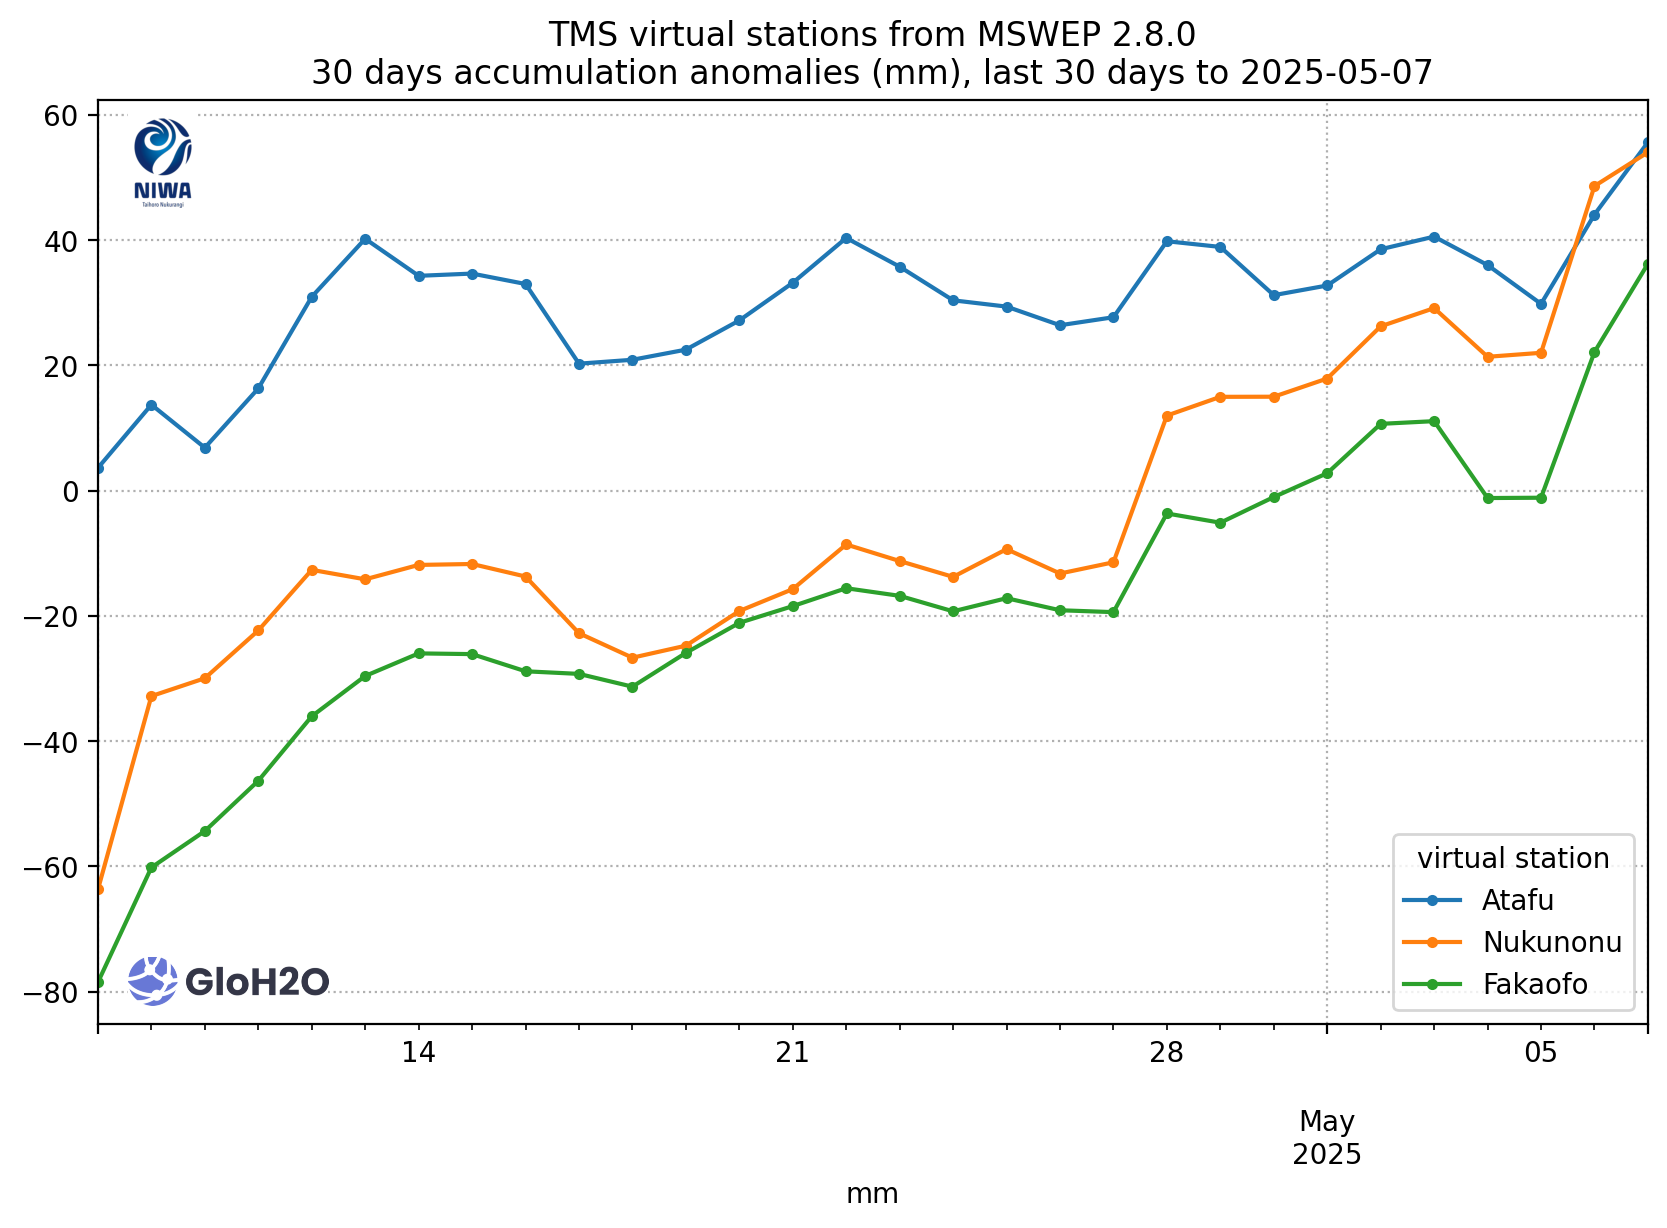 TMS virtual stations from MSWEP 2.8.0
30 days accumulation anomalies (mm), last 30 days to 2025-05-07
60
40
20
0
−20
−40
−60
−80
NIWA
Taihoro Nukurangi
GloH2O
virtual station
Atafu
Nukunonu
Fakaofo
14
21
28
05
May
2025
mm